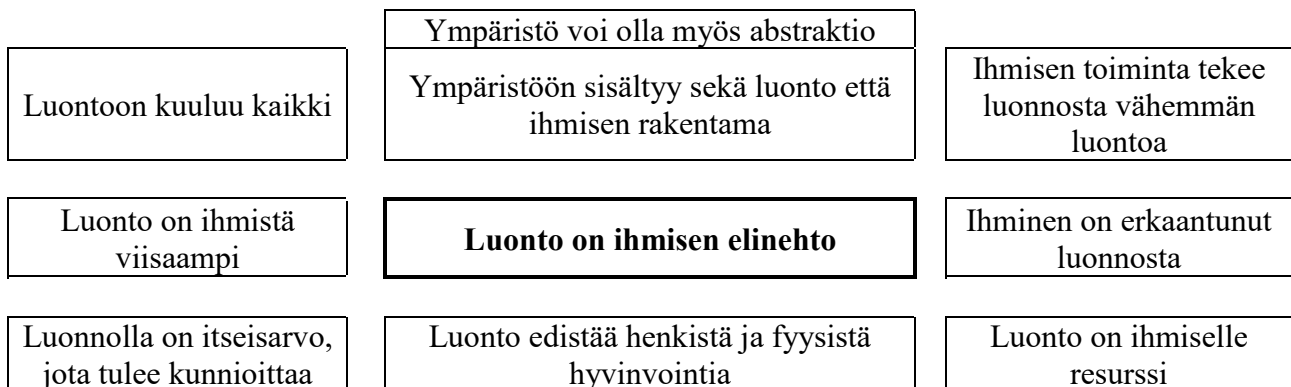 Ympäristö voi olla myös abstraktio
Luontoon kuuluu kaikki
Ympäristöön sisältyy sekä luonto että
ihmisen rakentama
Ihmisen toiminta tekee
luonnosta vähemmän
luontoa
Luonto on ihmistä
viisaampi
Luonto on ihmisen elinehto
Ihminen on erkaantunut
luonnosta
Luonnolla on itseisarvo,
jota tulee kunnioittaa
Luonto edistää henkistä ja fyysistä
hyvinvointia
Luonto on ihmiselle
resurssi